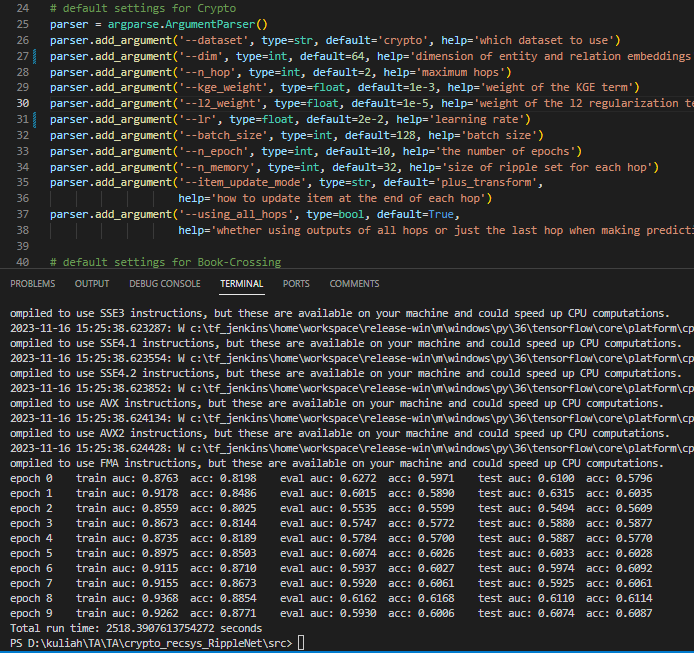 24 # default settings for Crypto
25 parser = argparse.ArgumentParser()
26 parser.add_argument('--dataset', type=str, default='crypto', help='which dataset to use')
27 parser.add_argument('--dim', type=int, default=64, help='dimension of entity and relation embeddings
28 parser.add_argument('--n_hop', type=int, default=2, help='maximum hops')
29 parser.add_argument('--kge_weight', type=float, default=1e-3, help='weight of the KGE term')
30 parser.add_argument('--l2_weight', type=float, default=1e-5, help='weight of the l2 regularization te
31 parser.add_argument('--lr', type=float, default=2e-2, help='learning rate')
32 parser.add_argument('--batch_size', type=int, default=128, help='batch size')
33 parser.add_argument('--n_epoch', type=int, default=10, help='the number of epochs')
34 parser.add_argument('--n_memory', type=int, default=32, help='size of ripple set for each hop')
35 parser.add_argument('--item_update_mode', type=str, default='plus_transform',
36 help='how to update item at the end of each hop')
37 parser.add_argument('--using_all_hops', type=bool, default=True,
38 help='whether using outputs of all hops or just the last hop when making predicti
39
40 # default settings for Book-Crossing
PROBLEMS OUTPUT DEBUG CONSOLE TERMINAL PORTS COMMENTS
ompiled to use SSE3 instructions, but these are available on your machine and could speed up CPU computations.
2023-11-16 15:25:38.623287: W c:\tf_jenkins\home\workspace\release-win\m\windows\py\36\tensorflow\core\platform\cp
ompiled to use SSE4.1 instructions, but these are available on your machine and could speed up CPU computations.
2023-11-16 15:25:38.623554: W c:\tf_jenkins\home\workspace\release-win\m\windows\py\36\tensorflow\core\platform\cp
ompiled to use SSE4.2 instructions, but these are available on your machine and could speed up CPU computations.
2023-11-16 15:25:38.623852: W c:\tf_jenkins\home\workspace\release-win\m\windows\py\36\tensorflow\core\platform\cp
ompiled to use AVX instructions, but these are available on your machine and could speed up CPU computations.
2023-11-16 15:25:38.624134: W c:\tf_jenkins\home\workspace\release-win\m\windows\py\36\tensorflow\core\platform\cp
ompiled to use AVX2 instructions, but these are available on your machine and could speed up CPU computations.
2023-11-16 15:25:38.624428: W c:\tf_jenkins\home\workspace\release-win\m\windows\py\36\tensorflow\core\platform\cp
ompiled to use FMA instructions, but these are available on your machine and could speed up CPU computations.
epoch 0 train auc: 0.8763 acc: 0.8198 eval auc: 0.6272 acc: 0.5971 test auc: 0.6100 acc: 0.5796
epoch 1 train auc: 0.9178 acc: 0.8486 eval auc: 0.6015 acc: 0.5890 test auc: 0.6315 acc: 0.6035
epoch 2 train auc: 0.8559 acc: 0.8025 eval auc: 0.5535 acc: 0.5599 test auc: 0.5494 acc: 0.5609
epoch 3 train auc: 0.8673 acc: 0.8144 eval auc: 0.5747 acc: 0.5772 test auc: 0.5880 acc: 0.5877
epoch 4 train auc: 0.8735 acc: 0.8189 eval auc: 0.5784 acc: 0.5700 test auc: 0.5887 acc: 0.5770
epoch 5 train auc: 0.8975 acc: 0.8503 eval auc: 0.6074 acc: 0.6026 test auc: 0.6033 acc: 0.6028
epoch 6 train auc: 0.9115 acc: 0.8710 eval auc: 0.5937 acc: 0.6027 test auc: 0.5974 acc: 0.6092
epoch 7 train auc: 0.9155 acc: 0.8673 eval auc: 0.5920 acc: 0.6061 test auc: 0.5925 acc: 0.6061
epoch 8 train auc: 0.9368 acc: 0.8854 eval auc: 0.6162 acc: 0.6168 test auc: 0.6110 acc: 0.6114
epoch 9 train auc: 0.9262 acc: 0.8771 eval auc: 0.5930 acc: 0.6006 test auc: 0.6074 acc: 0.6087
Total run time: 2518.3907613754272 seconds
PS D:\kuliah\TA\TA\crypto_recsys_RippleNet\src>